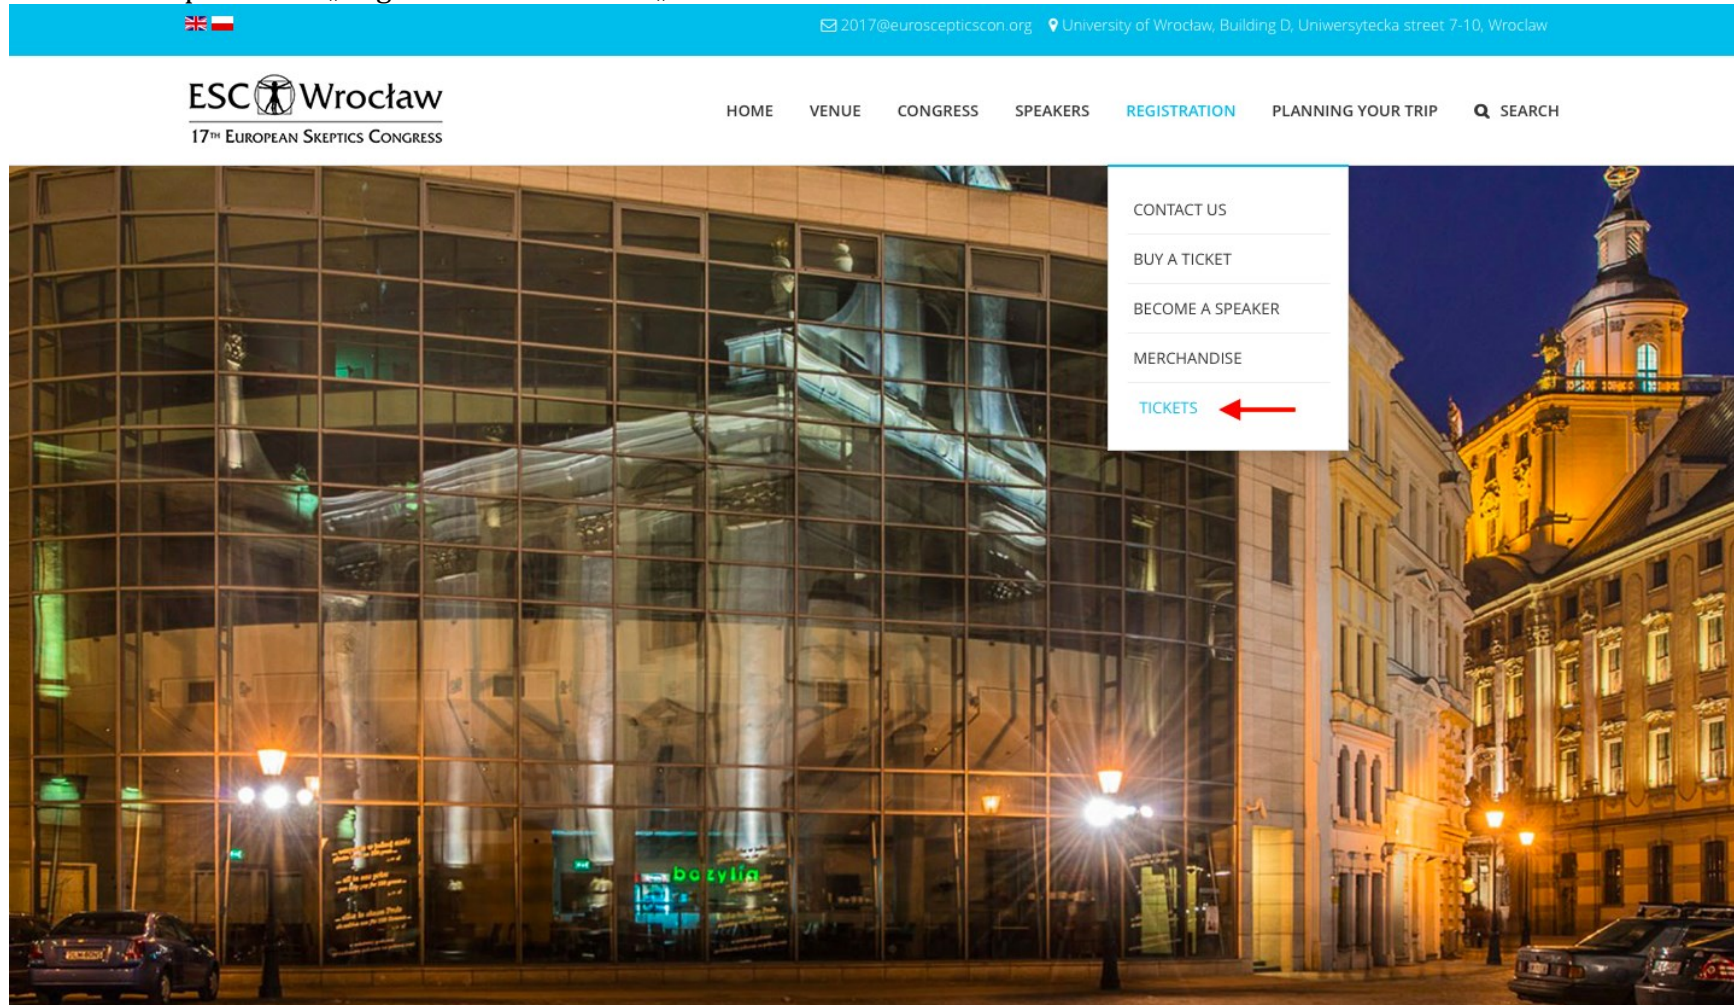 2017@euroscepticscon.org University of Wrocław, Building D, Uniwersytecka street 7-10, Wroclaw
ESC Wrocław
17TH EUROPEAN SKEPTICS CONGRESS
HOME VENUE CONGRESS SPEAKERS REGISTRATION PLANNING YOUR TRIP SEARCH
CONTACT US
BUY A TICKET
BECOME A SPEAKER
MERCHANDISE
TICKETS
bazylia